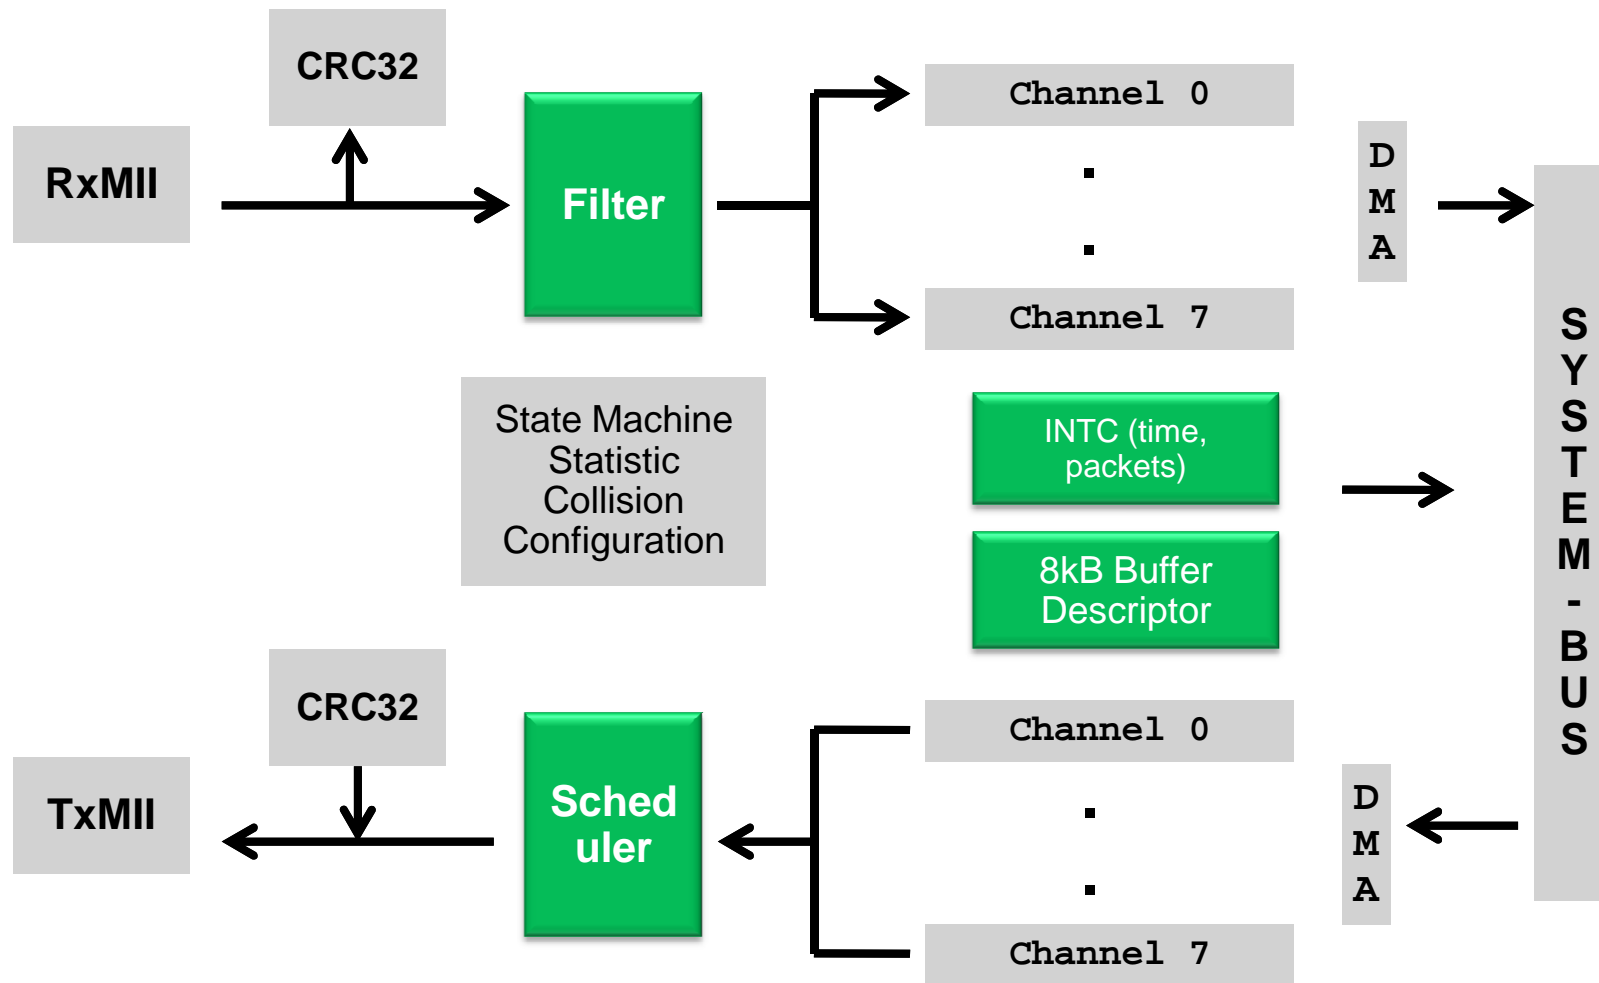 CRC32
RxMII
Filter
Channel 0
.
.
Channel 7
D
M
A
S
Y
S
T
E
M
-
B
U
S
State Machine
Statistic
Collision
Configuration
INTC (time,
packets)
8kB Buffer
Descriptor
CRC32
TxMII
Sched
uler
Channel 0
.
.
Channel 7
D
M
A